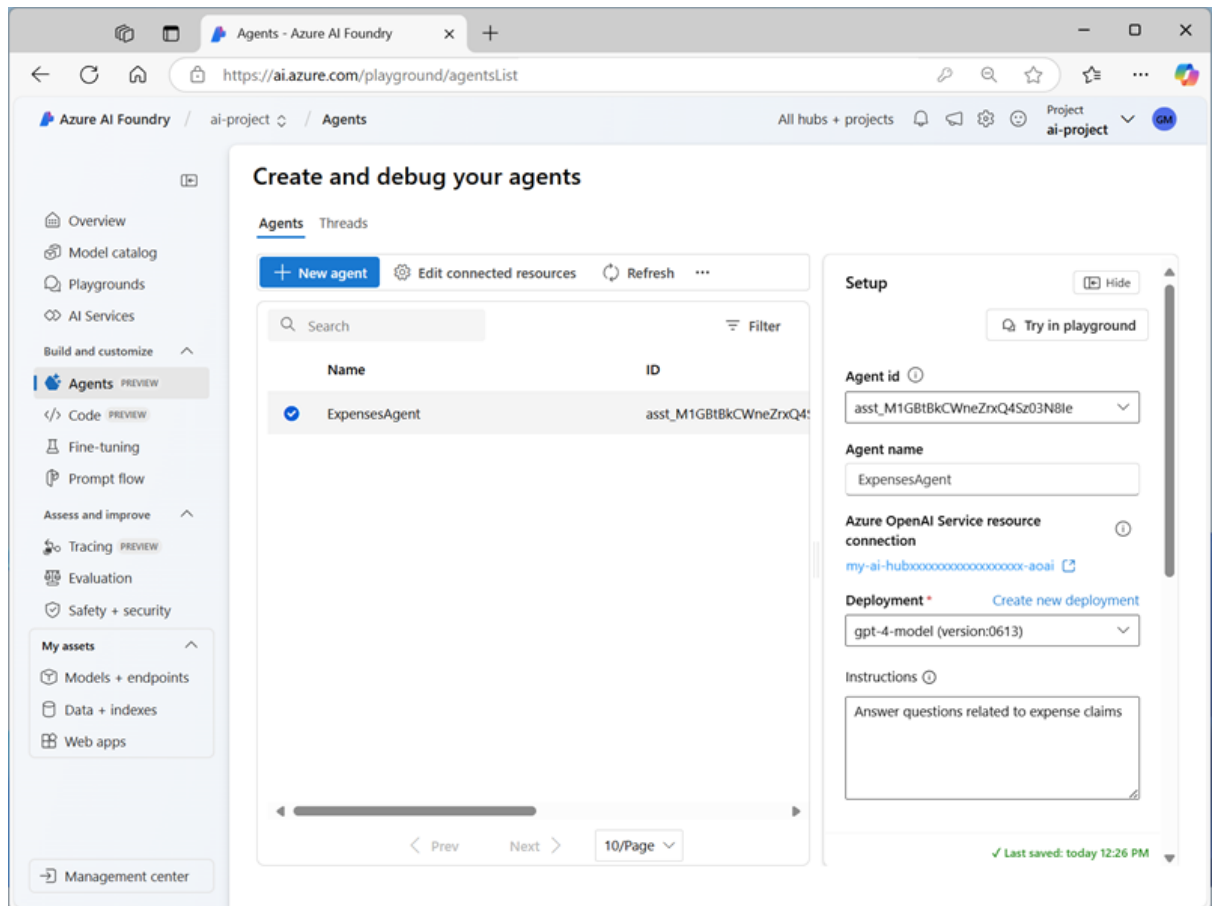 Agents - Azure AI Foundry
https://ai.azure.com/playground/agentsList
Azure AI Foundry / ai-project / Agents
All hubs + projects
Project
ai-project
GM
Create and debug your agents
Agents Threads
Overview
Model catalog
Playgrounds
AI Services
Build and customize
Agents PREVIEW
Code PREVIEW
Fine-tuning
Prompt flow
Assess and improve
Tracing PREVIEW
Evaluation
Safety + security
My assets
Models + endpoints
Data + indexes
Web apps
Management center
+ New agent Edit connected resources Refresh ...
Search Filter
Name ID
ExpensesAgent asst_M1GBtBkCWneZrxQ4S
Prev Next 10/Page
Setup Hide
Try in playground
Agent id
asst_M1GBtBkCWneZrxQ4Sz03N8Ie
Agent name
ExpensesAgent
Azure OpenAI Service resource
connection
my-ai-hubxxxxxxxxxxxxxxxxxx-aoai
Deployment * Create new deployment
gpt-4-model (version:0613)
Instructions
Answer questions related to expense claims
✓ Last saved: today 12:26 PM